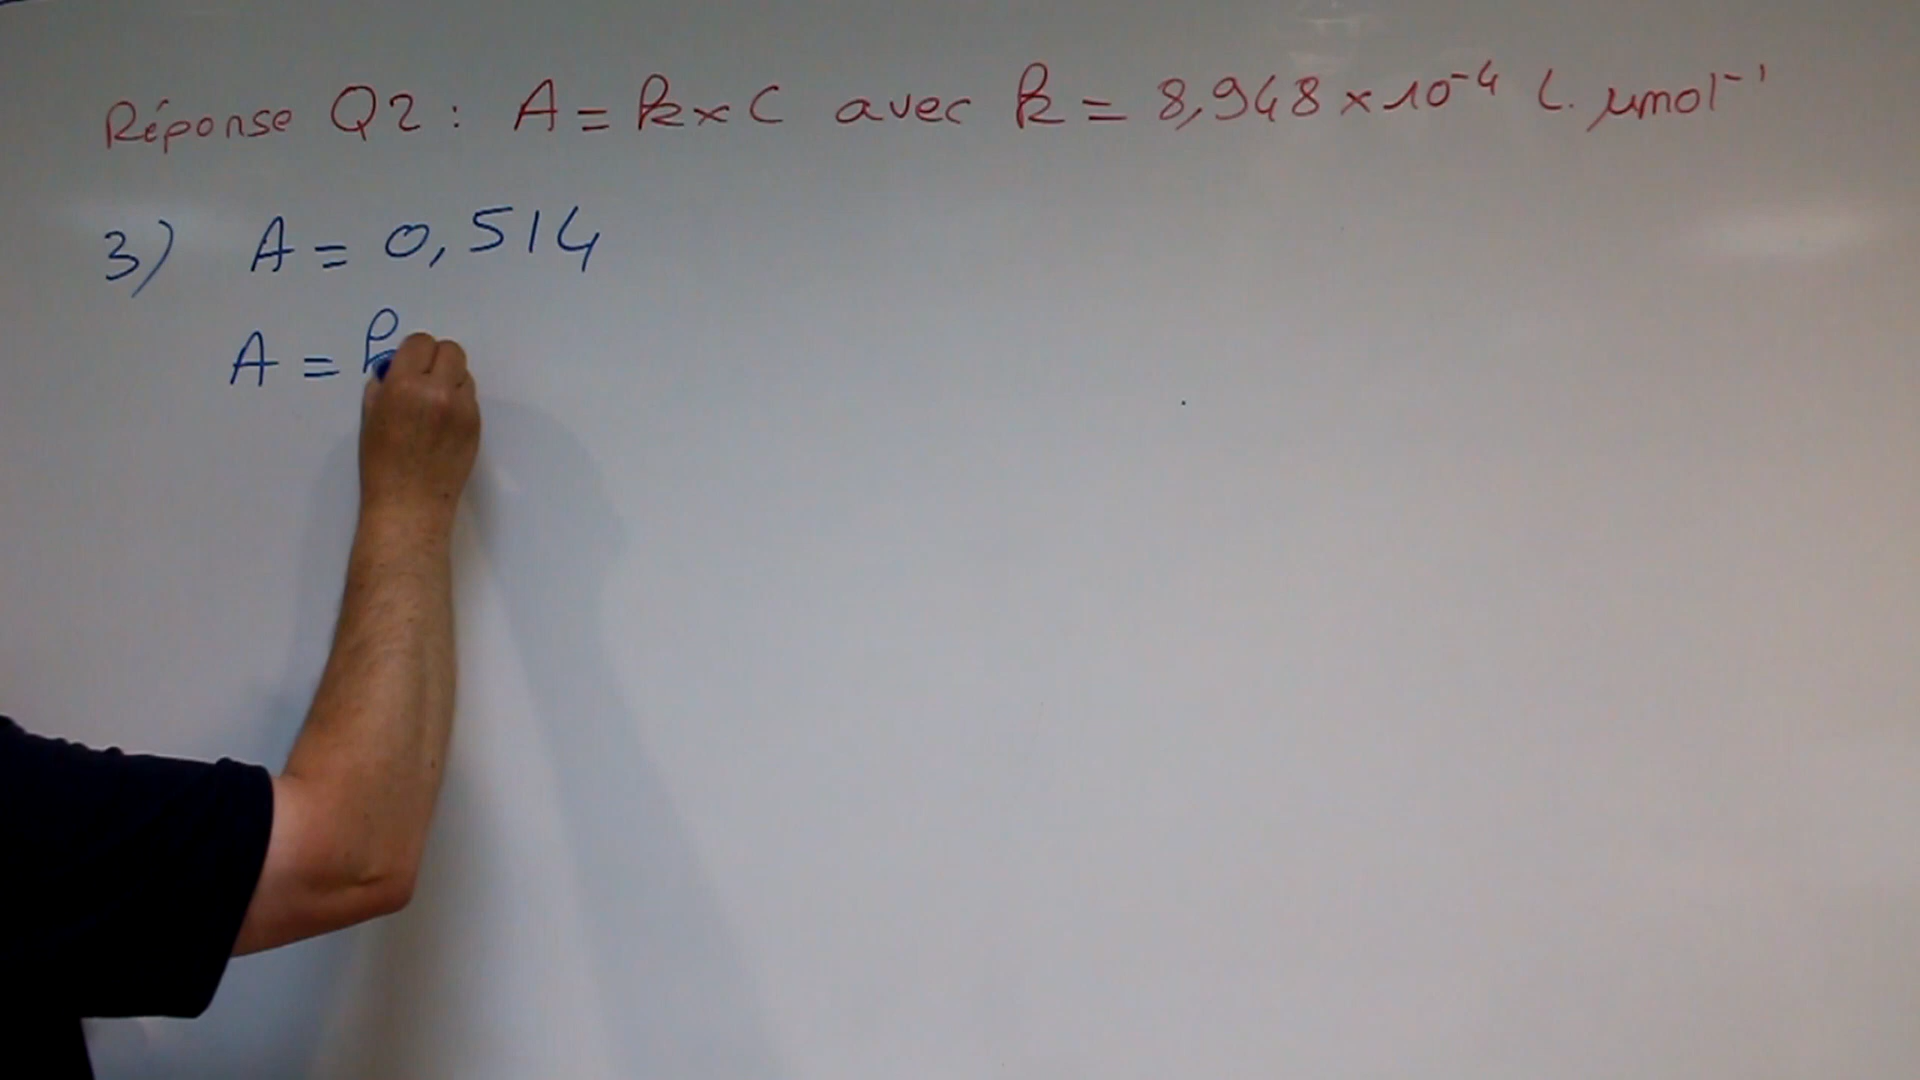 Réponse Q2 : A = k x C avec k = 8,948 x 10⁻⁴ L. µmol⁻¹
3) A = 0,514
A = k